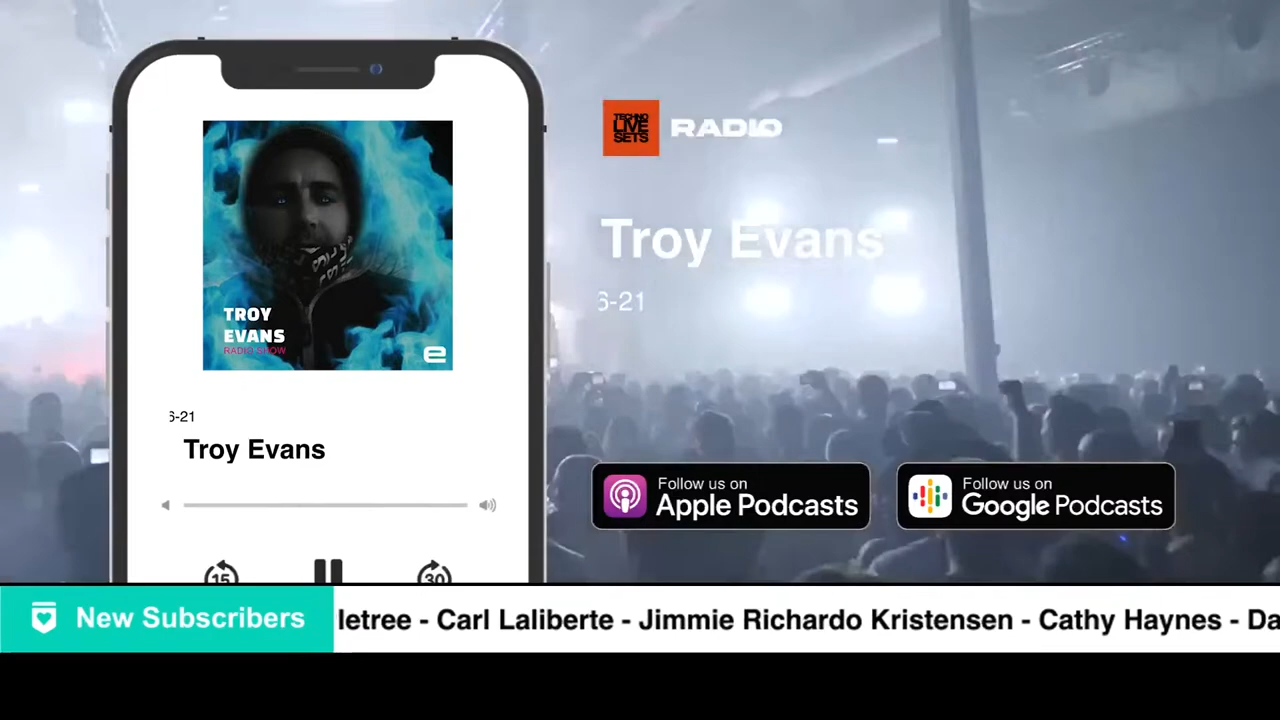 TECHNO
LIVE
SETS
RADIO
Troy Evans
6-21
TROY
EVANS
RADIO SHOW
e
6-21
Troy Evans
15
30
Follow us on
Apple Podcasts
Follow us on
Google Podcasts
New Subscribers
letree - Carl Laliberte - Jimmie Richardo Kristensen - Cathy Haynes - Da